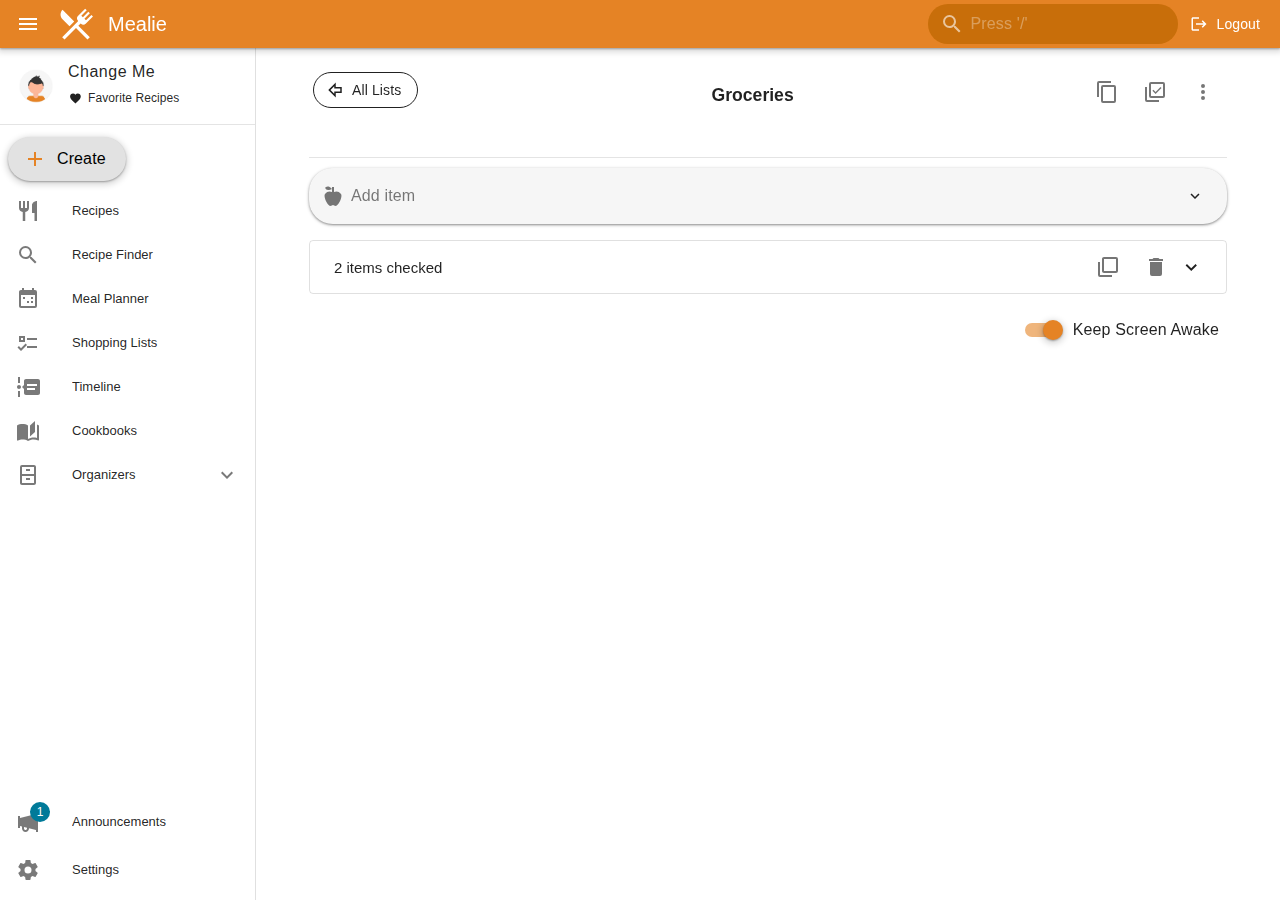 Mealie
Press '/'
Logout
Change Me
Favorite Recipes
Create
Recipes
Recipe Finder
Meal Planner
Shopping Lists
Timeline
Cookbooks
Organizers
1
Announcements
Settings
All Lists
Groceries
Add item
2 items checked
Keep Screen Awake